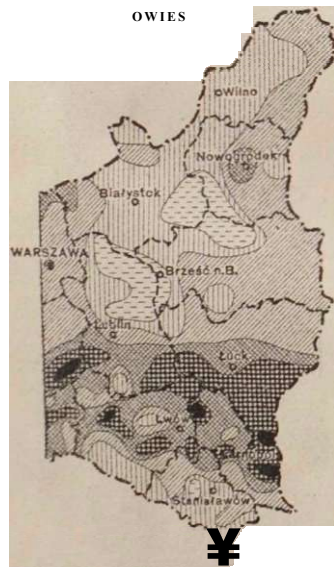 OWIES
Wilno
Nowogródek
Białystok
WARSZAWA
Brześć n.B.
Lublin
Łuck
Lwów
Stanisławów
¥